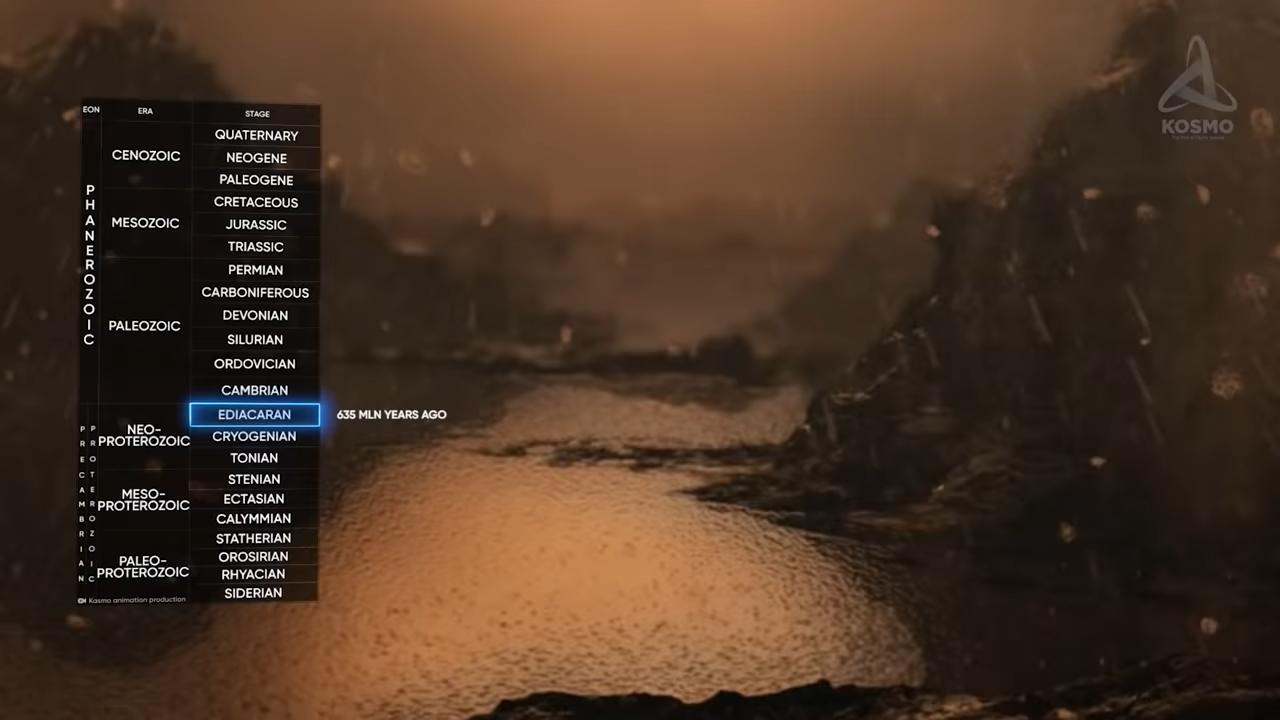 KOSMO
EON ERA STAGE
PHANEROZOIC
CENOZOIC
QUATERNARY
NEOGENE
PALEOGENE
MESOZOIC
CRETACEOUS
JURASSIC
TRIASSIC
PALEOZOIC
PERMIAN
CARBONIFEROUS
DEVONIAN
SILURIAN
ORDOVICIAN
CAMBRIAN
PRECAMBRIAN
PROTEROZOIC
NEO-
PROTEROZOIC
EDIACARAN 635 MLN YEARS AGO
CRYOGENIAN
TONIAN
MESO-
PROTEROZOIC
STENIAN
ECTASIAN
CALYMMIAN
PALEO-
PROTEROZOIC
STATHERIAN
OROSIRIAN
RHYACIAN
SIDERIAN
Kosmo animation production